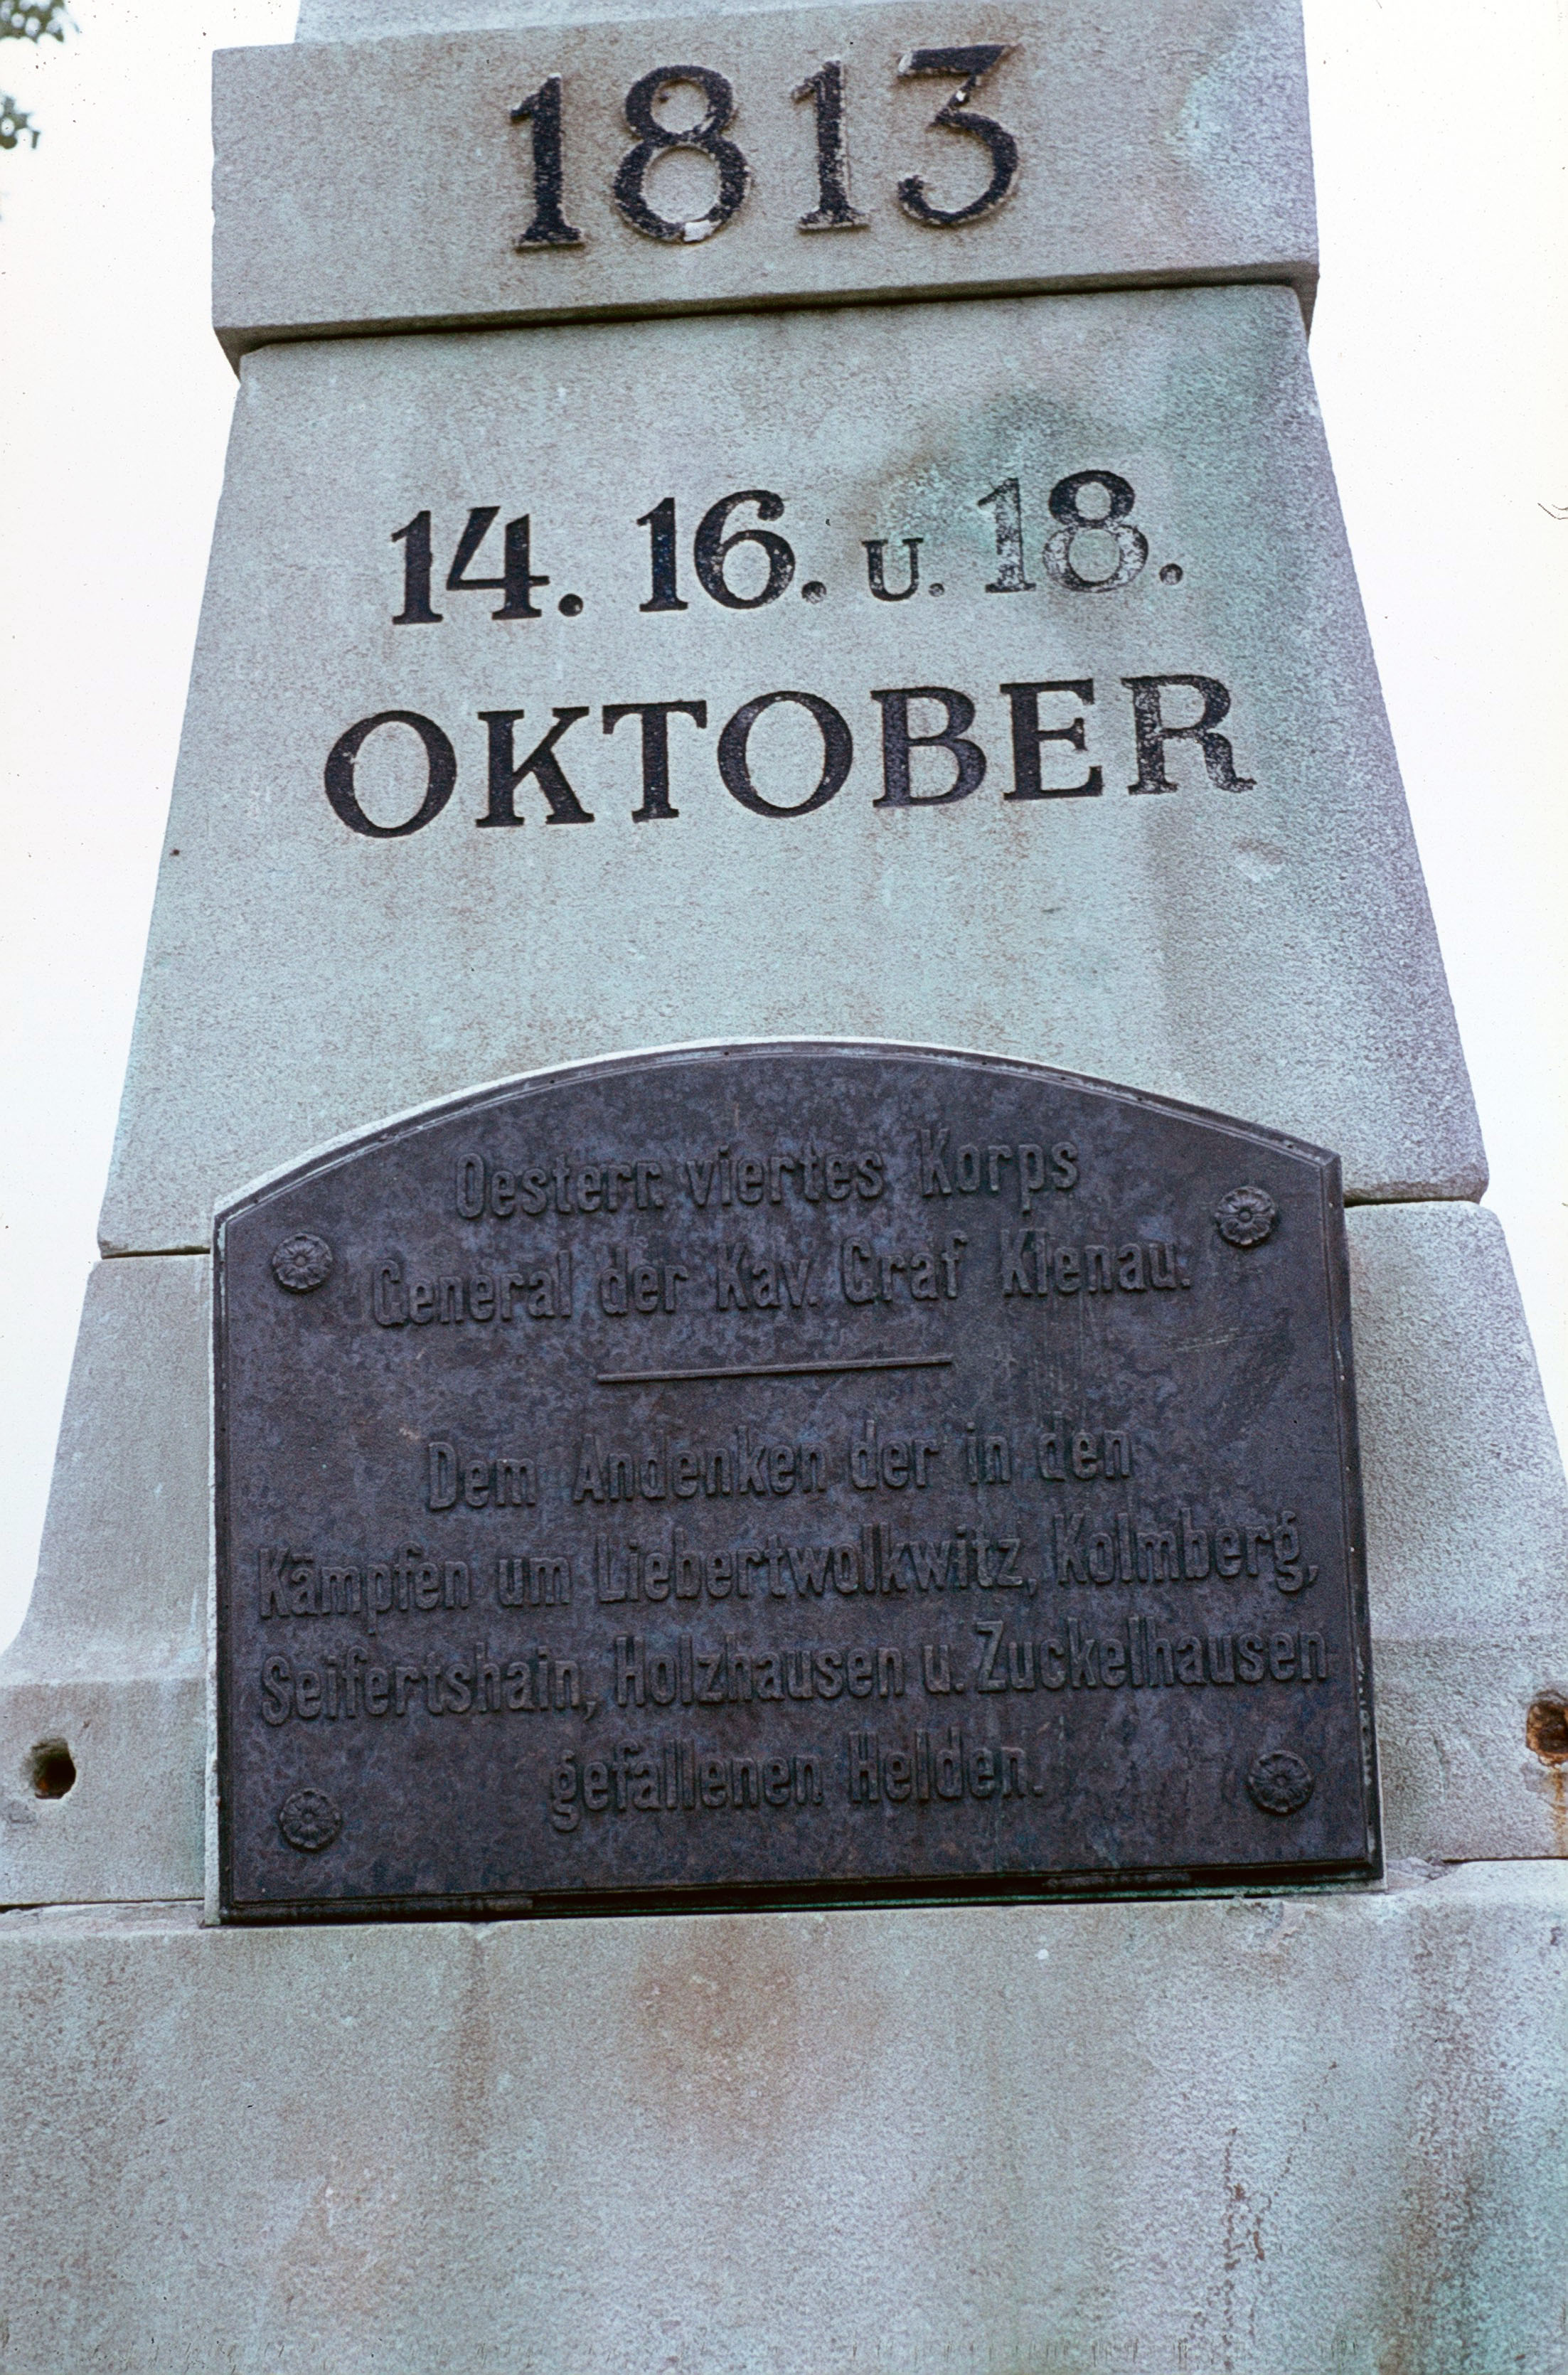 1813
14. 16. u. 18.
OKTOBER
Oesterr. viertes Korps
General der Kav. Graf Klenau.
Dem Andenken der in den
Kämpfen um Liebertwolkwitz, Kolmberg,
Seifertshain, Holzhausen u. Zuckelhausen
gefallenen Helden.